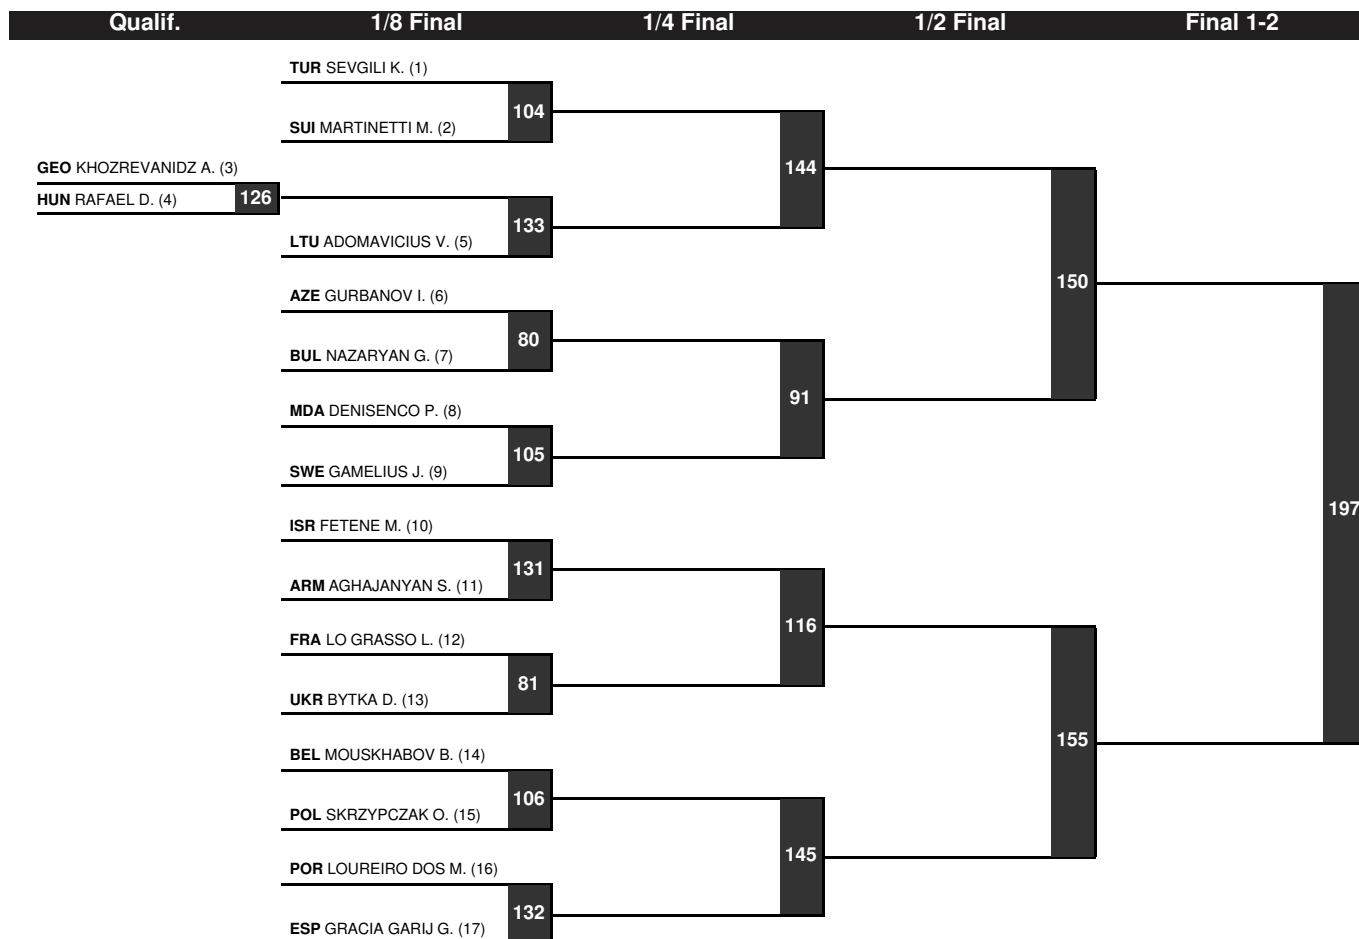 Qualif. 1/8 Final 1/4 Final 1/2 Final Final 1-2
TUR SEVGILI K. (1)
104
SUI MARTINETTI M. (2)
144
GEO KHOZREVANIDZ A. (3)
HUN RAFAEL D. (4) 126
133
LTU ADOMAVICIUS V. (5)
150
AZE GURBANOV I. (6)
80
BUL NAZARYAN G. (7)
91
MDA DENISENCO P. (8)
105
SWE GAMELIUS J. (9)
197
ISR FETENE M. (10)
131
ARM AGHAJANYAN S. (11)
116
FRA LO GRASSO L. (12)
81
UKR BYTKA D. (13)
155
BEL MOUSKHABOV B. (14)
106
POL SKRZYPCZAK O. (15)
145
POR LOUREIRO DOS M. (16)
132
ESP GRACIA GARIJ G. (17)